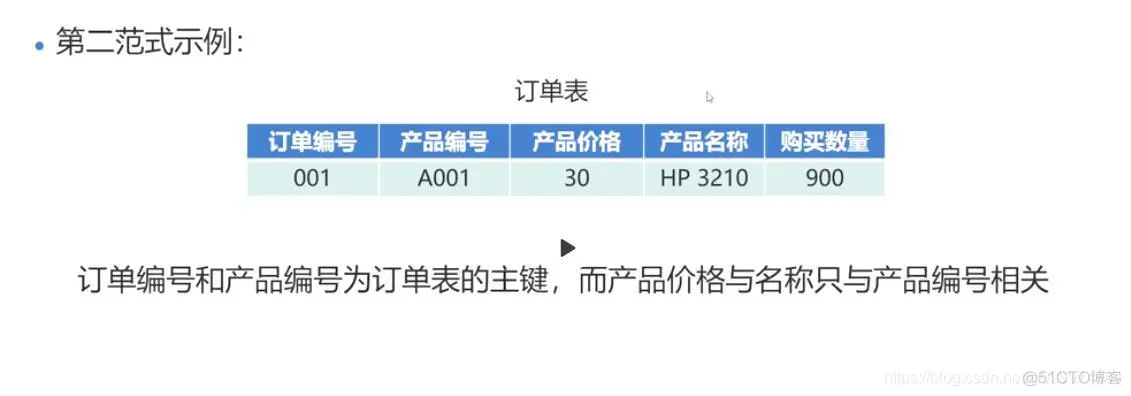 第二范式示例：
订单表
订单编号 产品编号 产品价格 产品名称 购买数量
001 A001 30 HP 3210 900
订单编号和产品编号为订单表的主键，而产品价格与名称只与产品编号相关
https://blog.csdn.net @51CTO博客